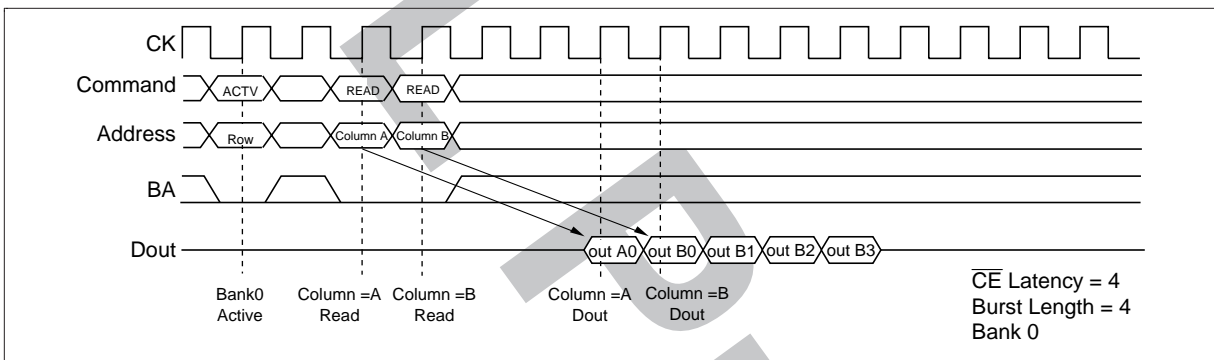 CK
Command ACTV READ READ
Address Row Column A Column B
BA
Dout out A0 out B0 out B1 out B2 out B3
Bank0 Active
Column =A Read
Column =B Read
Column =A Dout
Column =B Dout
CE Latency = 4
Burst Length = 4
Bank 0